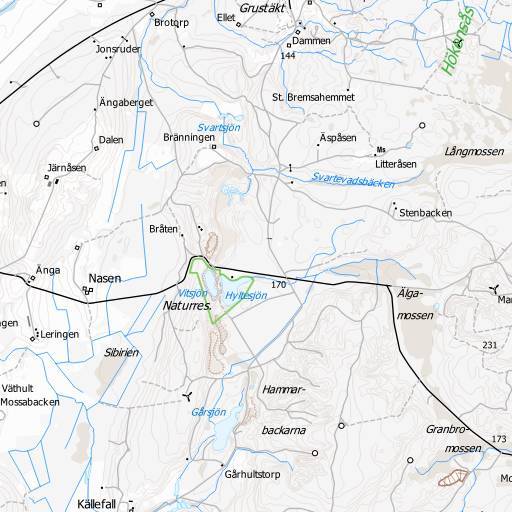 Grustäkt
Ellet
Brotorp
Dammen
Jonsruder
144
Hökensås
St. Bremsahemmet
Ängaberget
Svartsjön
Bränningen
Dalen
Äspåsen
Ms
Litteråsen
Långmossen
Järnåsen
Svartevadsbäcken
Stenbacken
Bråten
Änga
Nasen
Vitsjön
Hyltesjön
170
Naturres.
Älga-
mossen
Leringen
Sibirien
231
Väthult
Mossabacken
Hammar-
backarna
Gårsjön
Granbro-
mossen
173
Gårhultstorp
Källefall